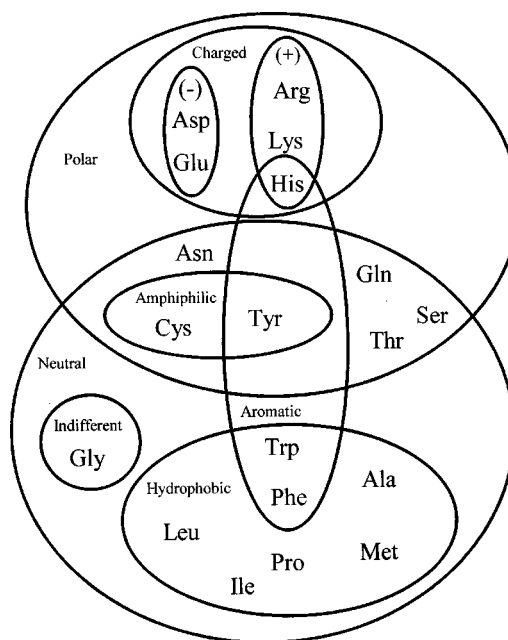 Charged
(+)
(-)
Arg
Asp
Lys
Glu
Polar
His
Asn
Gln
Amphiphilic
Cys
Tyr
Ser
Thr
Neutral
Aromatic
Indifferent
Trp
Gly
Ala
Hydrophobic
Phe
Leu
Pro
Met
Ile